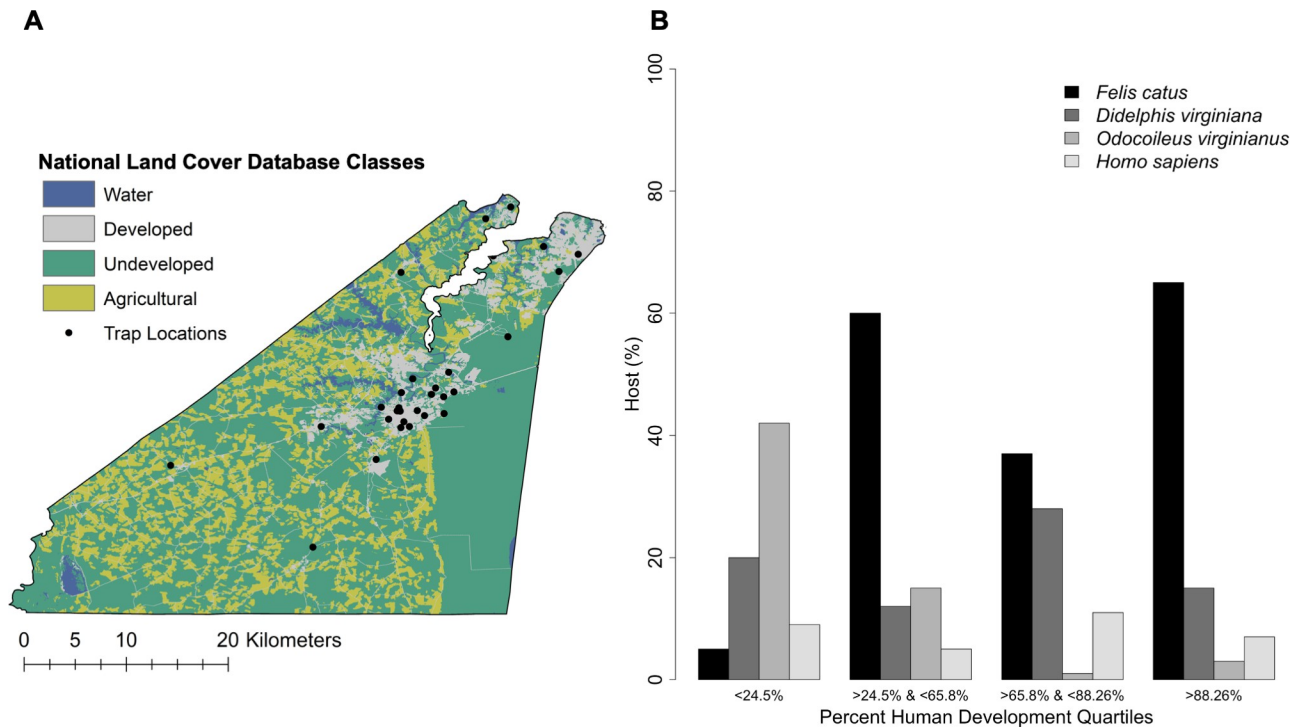 A
National Land Cover Database Classes
Water
Developed
Undeveloped
Agricultural
Trap Locations
0 5 10 20 Kilometers
B
100
80
60
40
20
0
Host (%)
Felis catus
Didelphis virginiana
Odocoileus virginianus
Homo sapiens
<24.5% >24.5% & <65.8% >65.8% & <88.26% >88.26%
Percent Human Development Quartiles